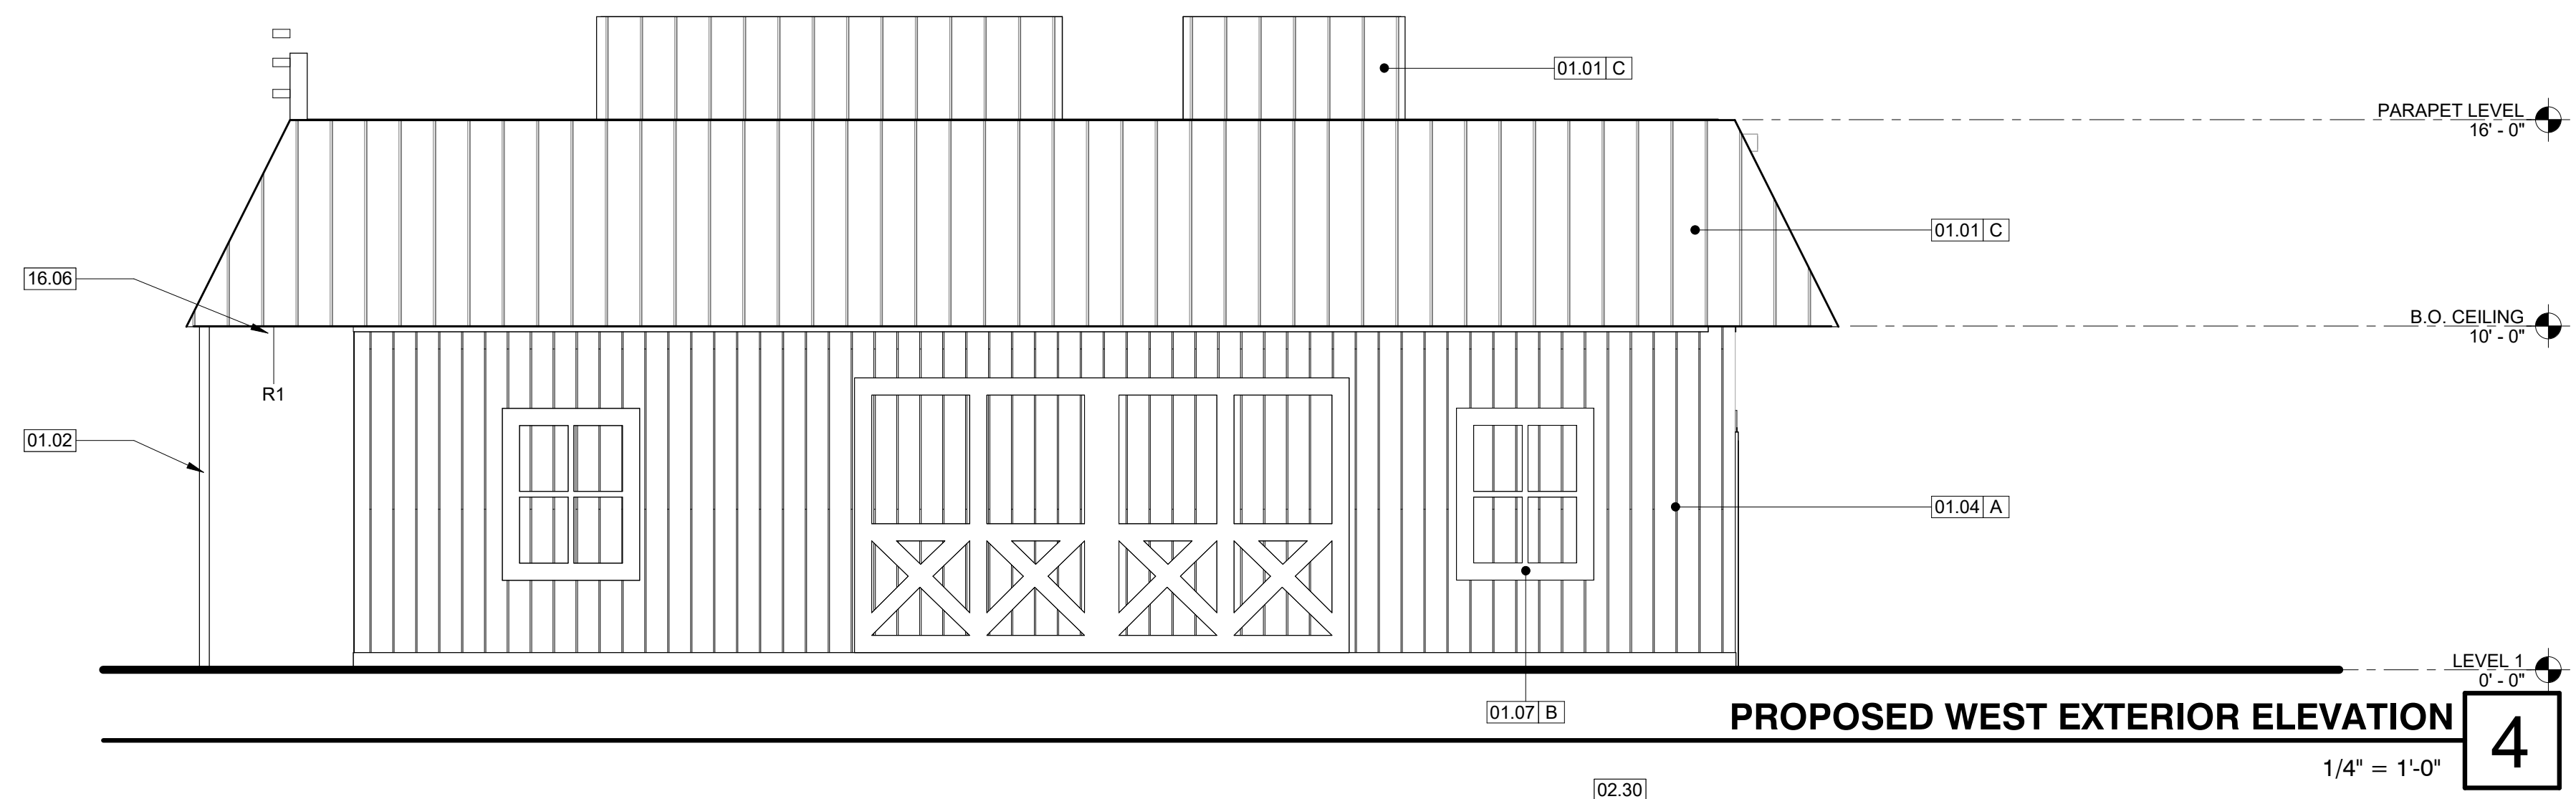 01.01 C
PARAPET LEVEL
16' - 0"
01.01 C
16.06
B.O. CEILING
10' - 0"
R1
01.02
01.04 A
LEVEL 1
0' - 0"
01.07 B
PROPOSED WEST EXTERIOR ELEVATION
4
1/4" = 1'-0"
02.30